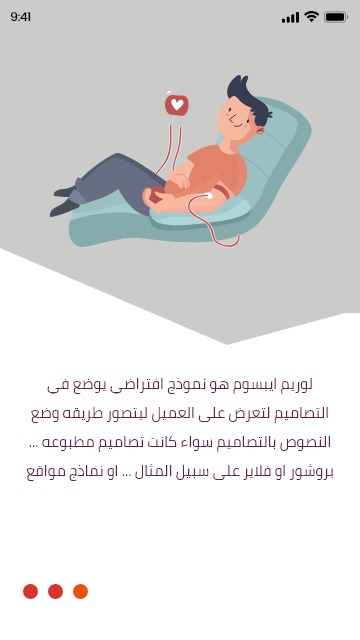 9:41
لوريم ايبسوم هو نموذج افتراضي يوضع في
التصاميم لتعرض على العميل ليتصور طريقه وضع
النصوص بالتصاميم سواء كانت تصاميم مطبوعه ...
بروشور او فلاير على سبيل المثال ... او نماذج مواقع